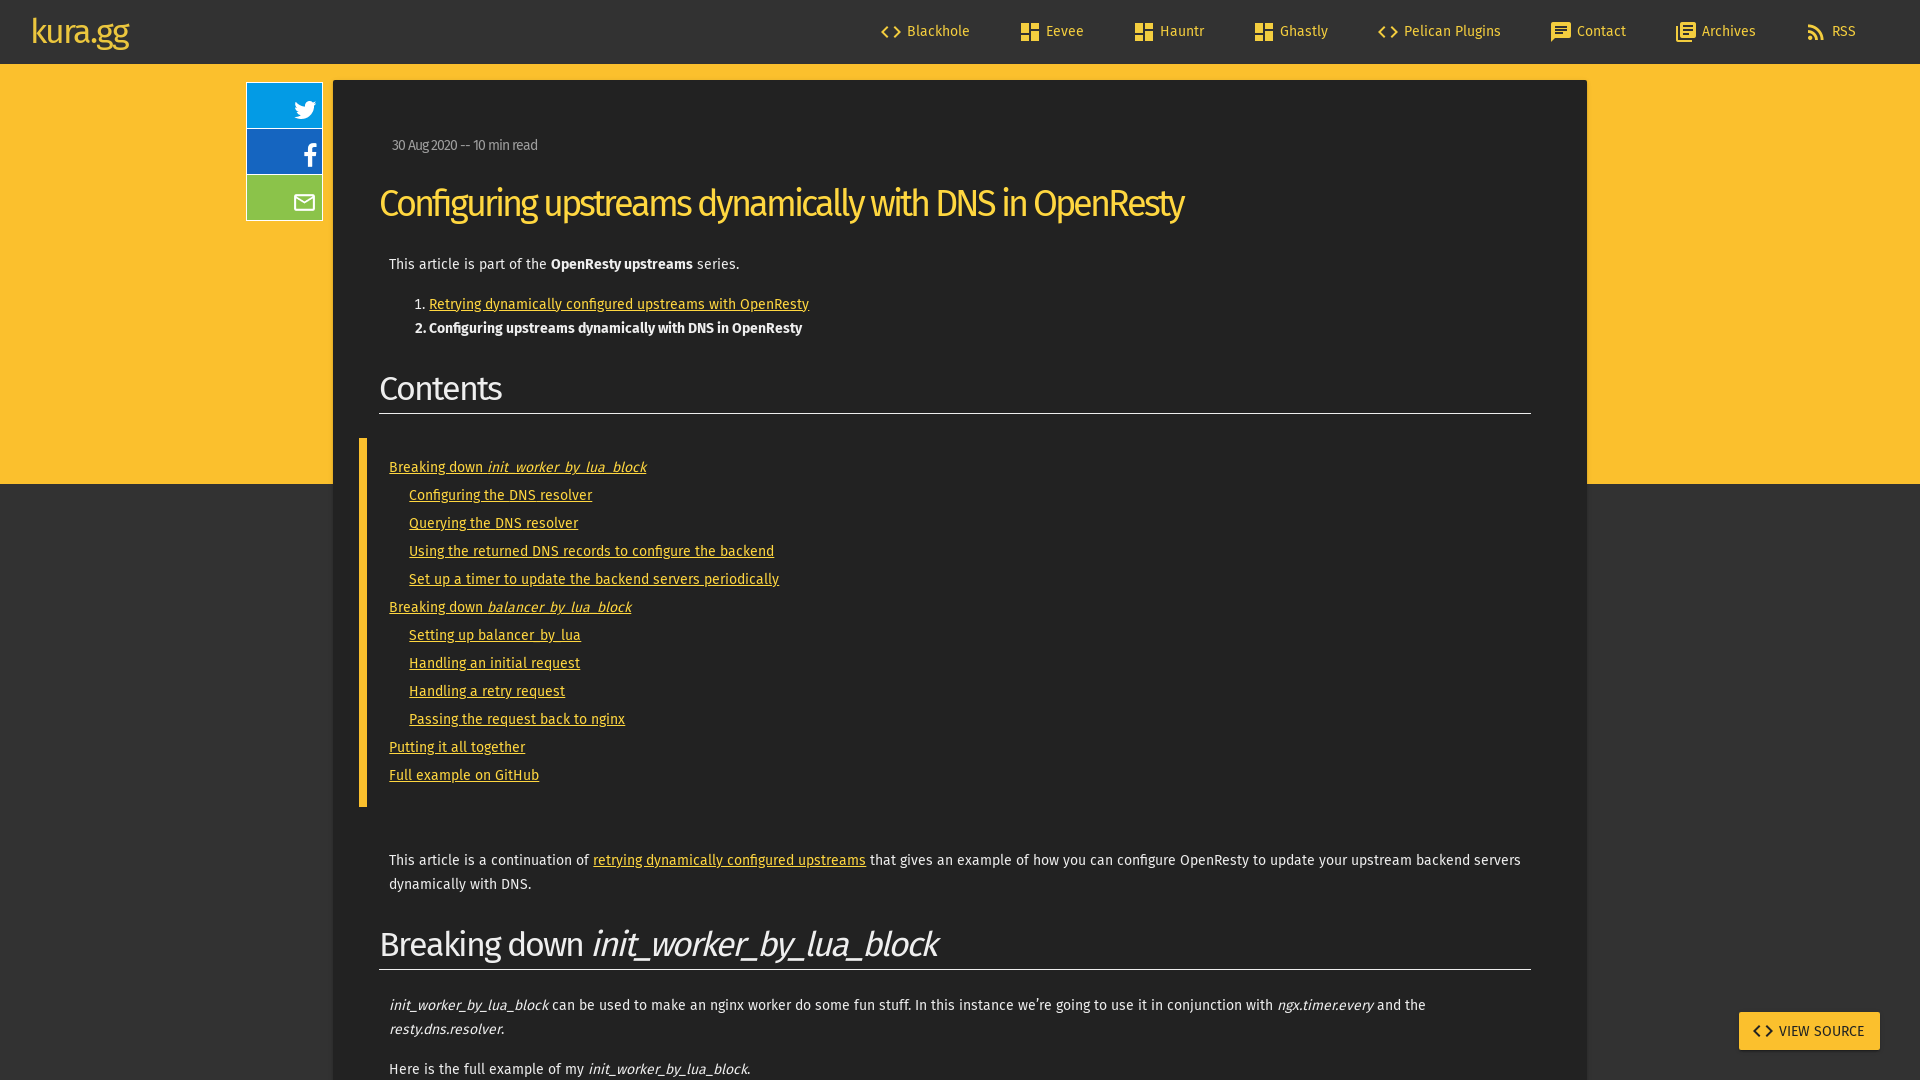 kura.gg
Blackhole
Eevee
Hauntr
Ghastly
Pelican Plugins
Contact
Archives
RSS
30 Aug 2020 -- 10 min read
Configuring upstreams dynamically with DNS in OpenResty
This article is part of the OpenResty upstreams series.
1. Retrying dynamically configured upstreams with OpenResty
2. Configuring upstreams dynamically with DNS in OpenResty
Contents
Breaking down init_worker_by_lua_block
Configuring the DNS resolver
Querying the DNS resolver
Using the returned DNS records to configure the backend
Set up a timer to update the backend servers periodically
Breaking down balancer_by_lua_block
Setting up balancer_by_lua
Handling an initial request
Handling a retry request
Passing the request back to nginx
Putting it all together
Full example on GitHub
This article is a continuation of retrying dynamically configured upstreams that gives an example of how you can configure OpenResty to update your upstream backend servers
dynamically with DNS.
Breaking down init_worker_by_lua_block
init_worker_by_lua_block can be used to make an nginx worker do some fun stuff. In this instance we’re going to use it in conjunction with ngx.timer.every and the
resty.dns.resolver.
Here is the full example of my init_worker_by_lua_block.
VIEW SOURCE